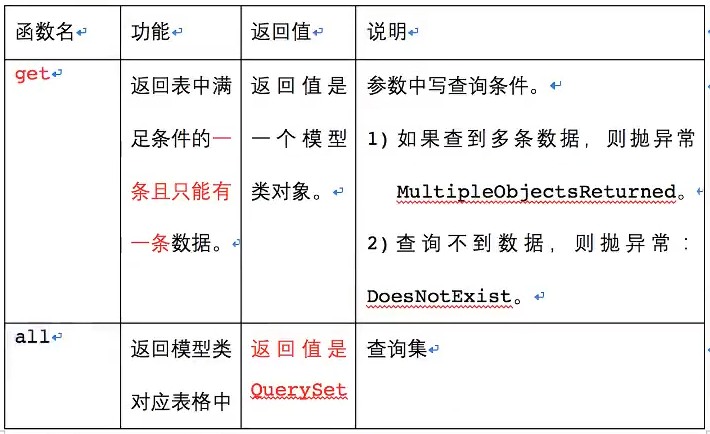 函数名
功能
返回值
说明
get
返回表中满
足条件的一
条且只能有
一条数据。
返回值是
一个模型
类对象。
参数中写查询条件。
1) 如果查到多条数据，则抛异常
MultipleObjectsReturned。
2) 查询不到数据，则抛异常：
DoesNotExist。
all
返回模型类
对应表格中
返回值是
QuerySet
查询集